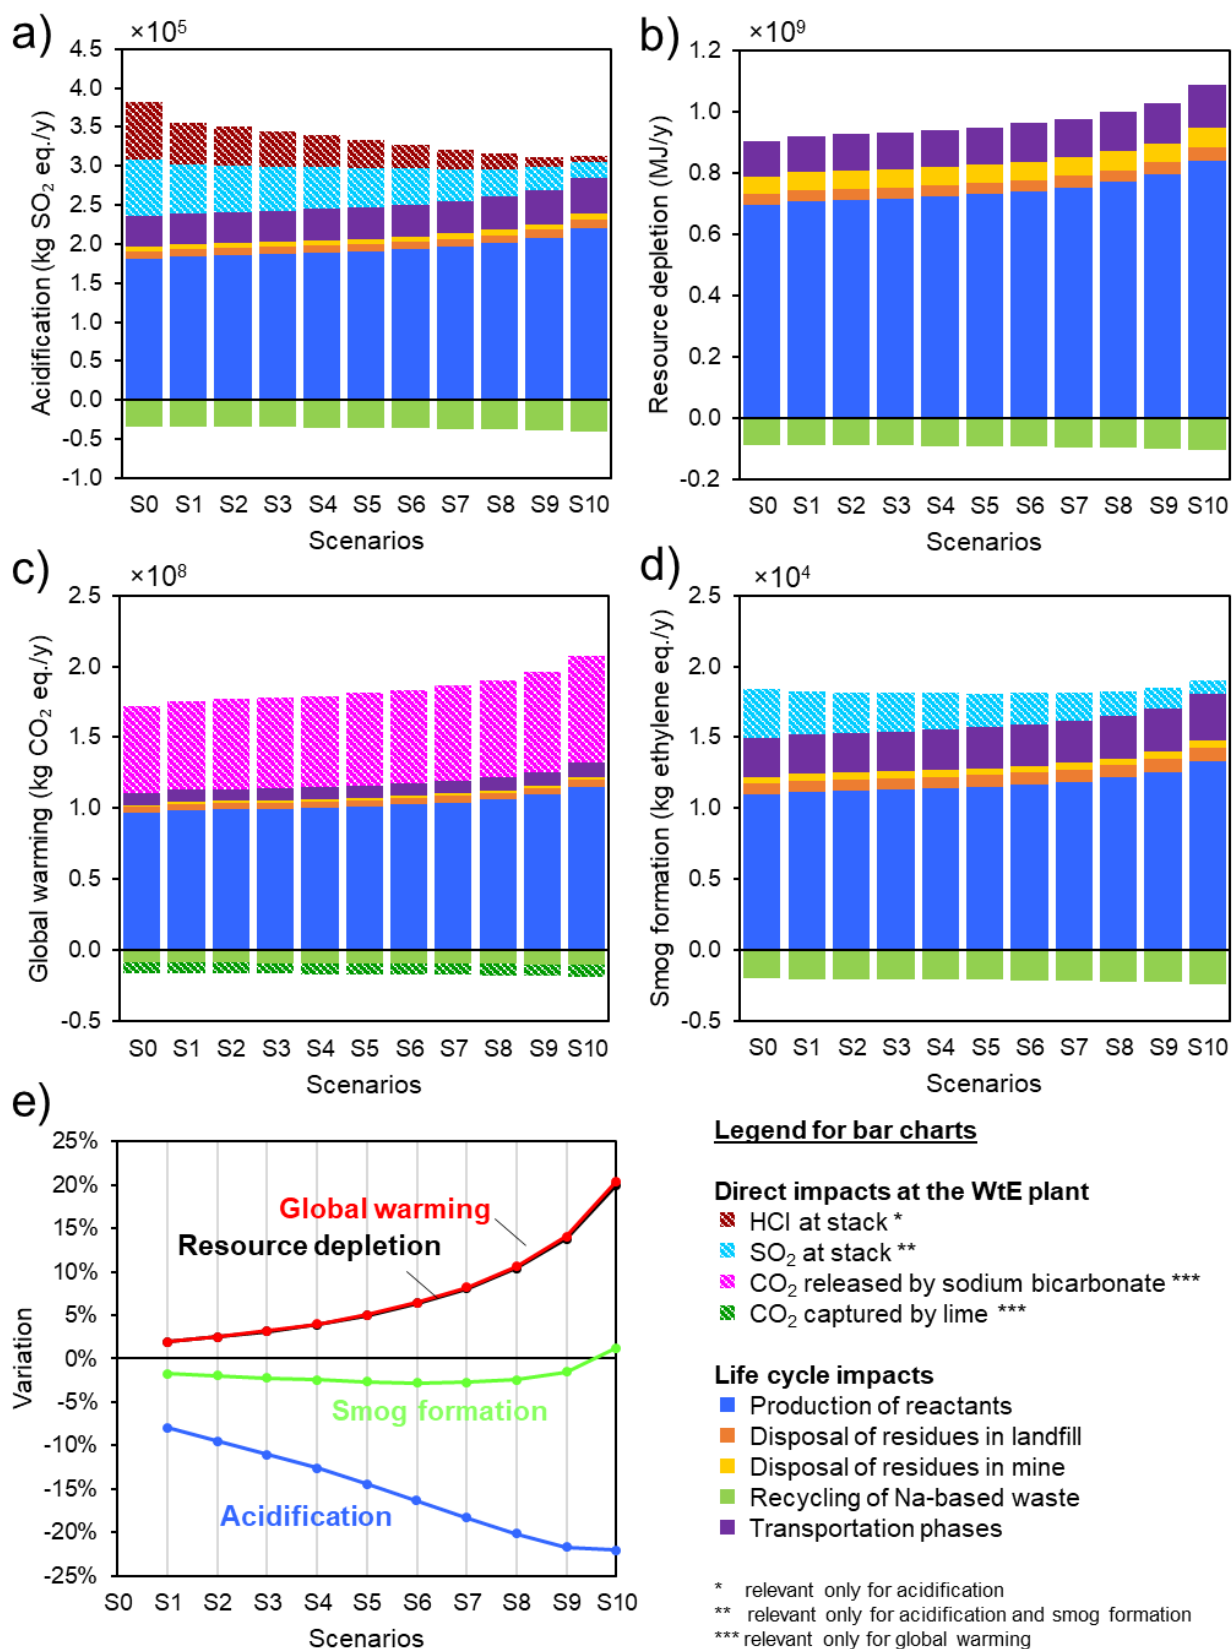 a)
×10⁵
Acidification (kg SO₂ eq./y)
4.5
4.0
3.5
3.0
2.5
2.0
1.5
1.0
0.5
0.0
-0.5
-1.0
S0 S1 S2 S3 S4 S5 S6 S7 S8 S9 S10
Scenarios
b)
×10⁹
Resource depletion (MJ/y)
1.2
1.0
0.8
0.6
0.4
0.2
0.0
-0.2
S0 S1 S2 S3 S4 S5 S6 S7 S8 S9 S10
Scenarios
c)
×10⁸
Global warming (kg CO₂ eq./y)
2.5
2.0
1.5
1.0
0.5
0.0
-0.5
S0 S1 S2 S3 S4 S5 S6 S7 S8 S9 S10
Scenarios
d)
×10⁴
Smog formation (kg ethylene eq./y)
2.5
2.0
1.5
1.0
0.5
0.0
-0.5
S0 S1 S2 S3 S4 S5 S6 S7 S8 S9 S10
Scenarios
e)
Variation
25%
20%
15%
10%
5%
0%
-5%
-10%
-15%
-20%
-25%
Global warming
Resource depletion
Smog formation
Acidification
S0 S1 S2 S3 S4 S5 S6 S7 S8 S9 S10
Scenarios
Legend for bar charts
Direct impacts at the WtE plant
HCl at stack *
SO₂ at stack **
CO₂ released by sodium bicarbonate ***
CO₂ captured by lime ***
Life cycle impacts
Production of reactants
Disposal of residues in landfill
Disposal of residues in mine
Recycling of Na-based waste
Transportation phases
* relevant only for acidification
** relevant only for acidification and smog formation
*** relevant only for global warming